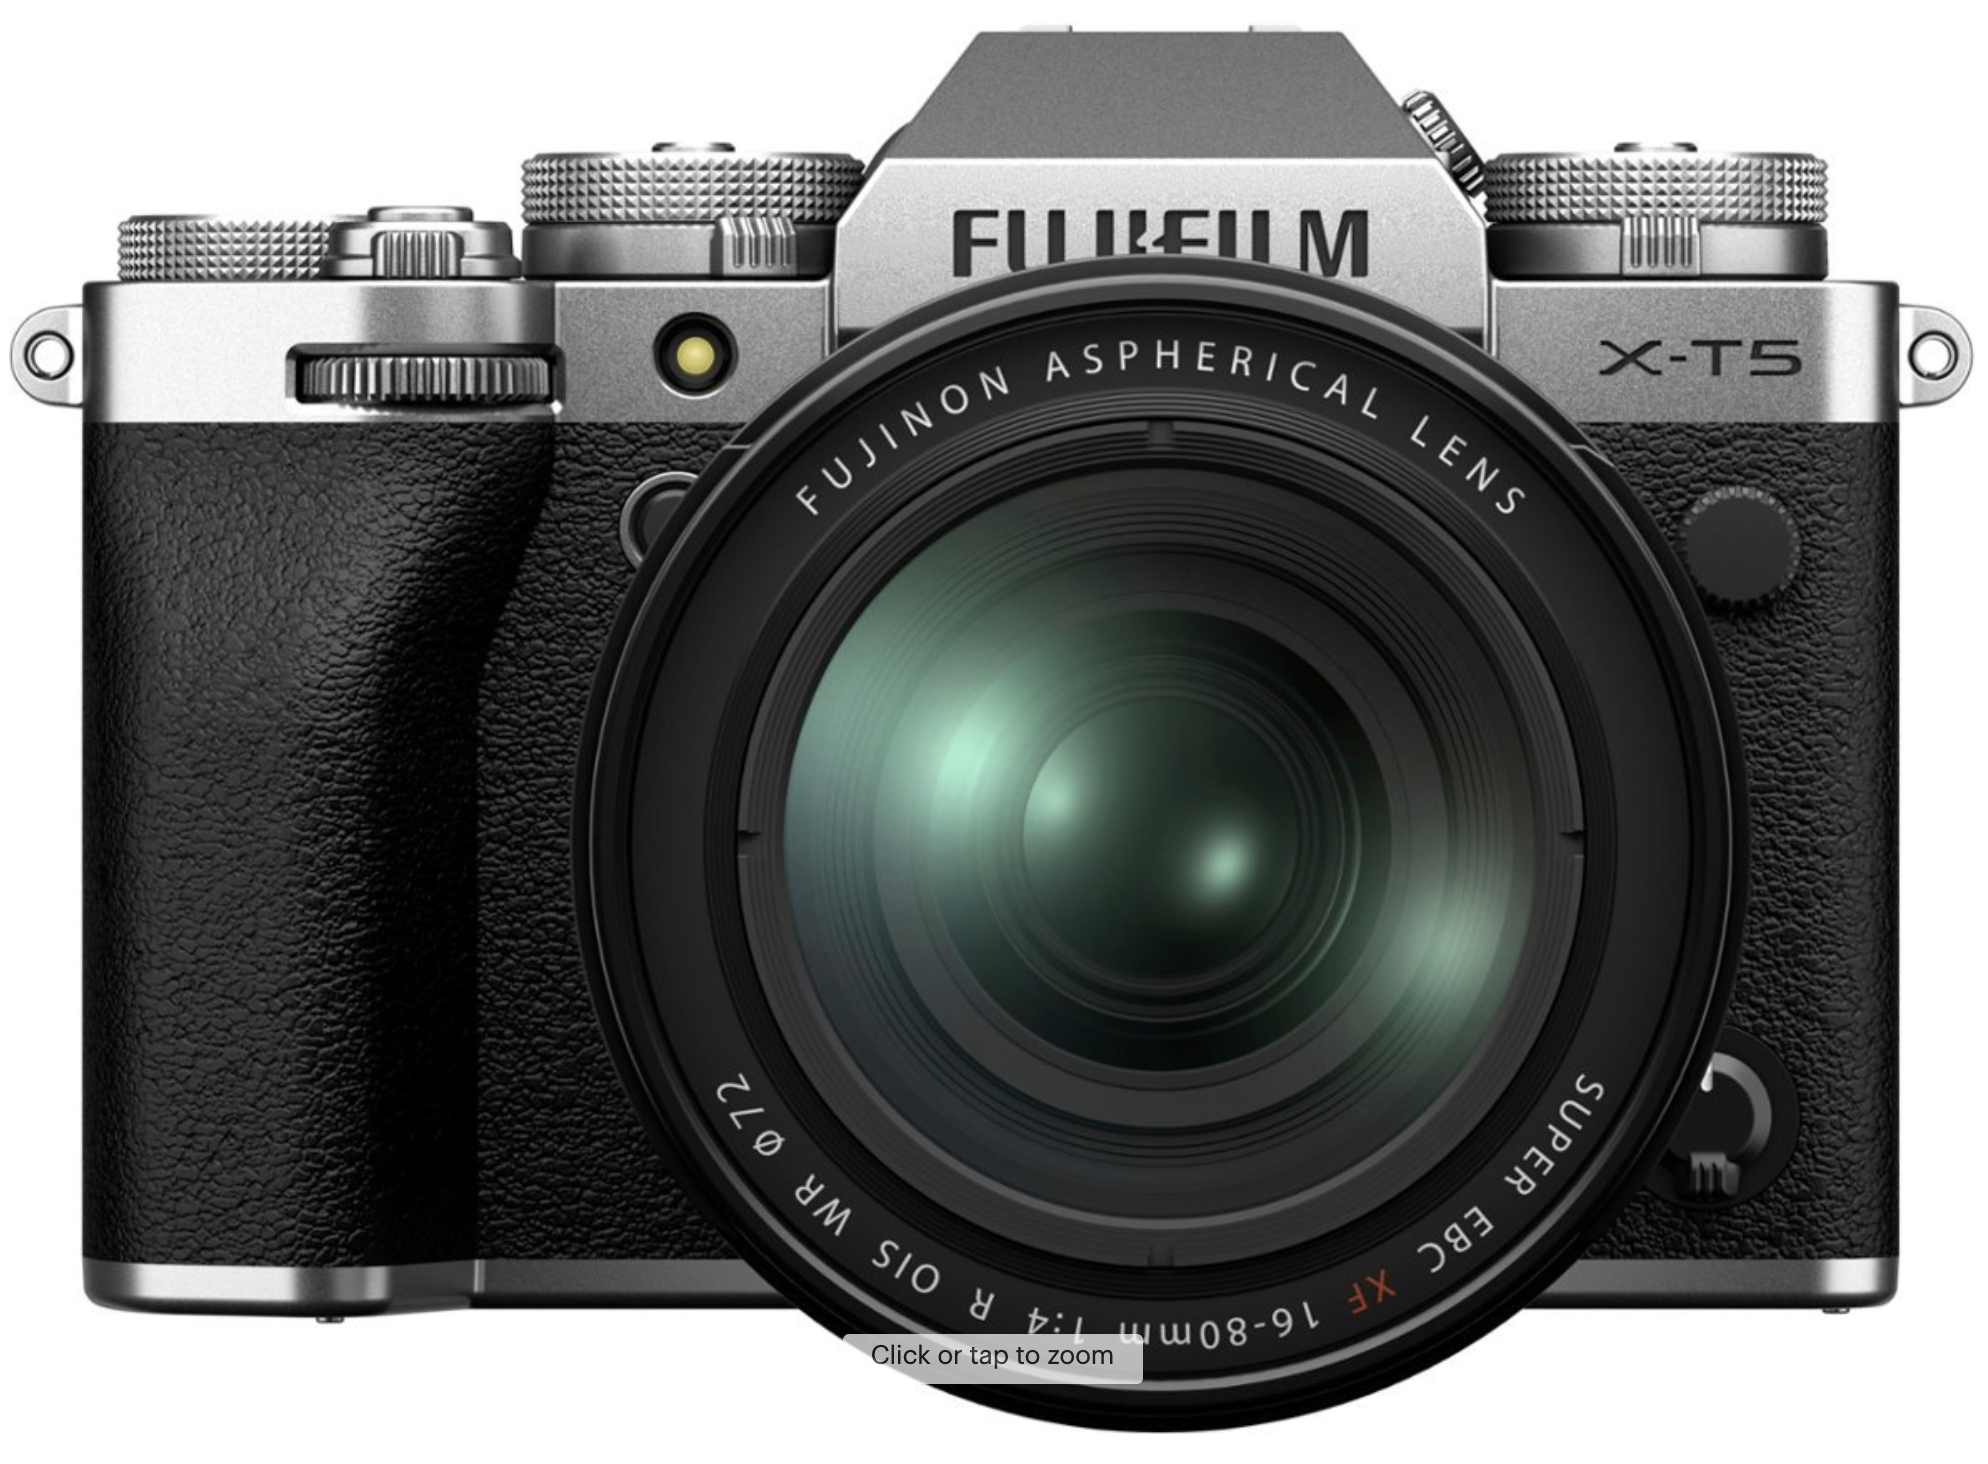 FUJIFILM
X-T5
FUJINON ASPHERICAL LENS
SUPER EBC XF 16-80mm 1:4 R OIS WR Ø72
Click or tap to zoom